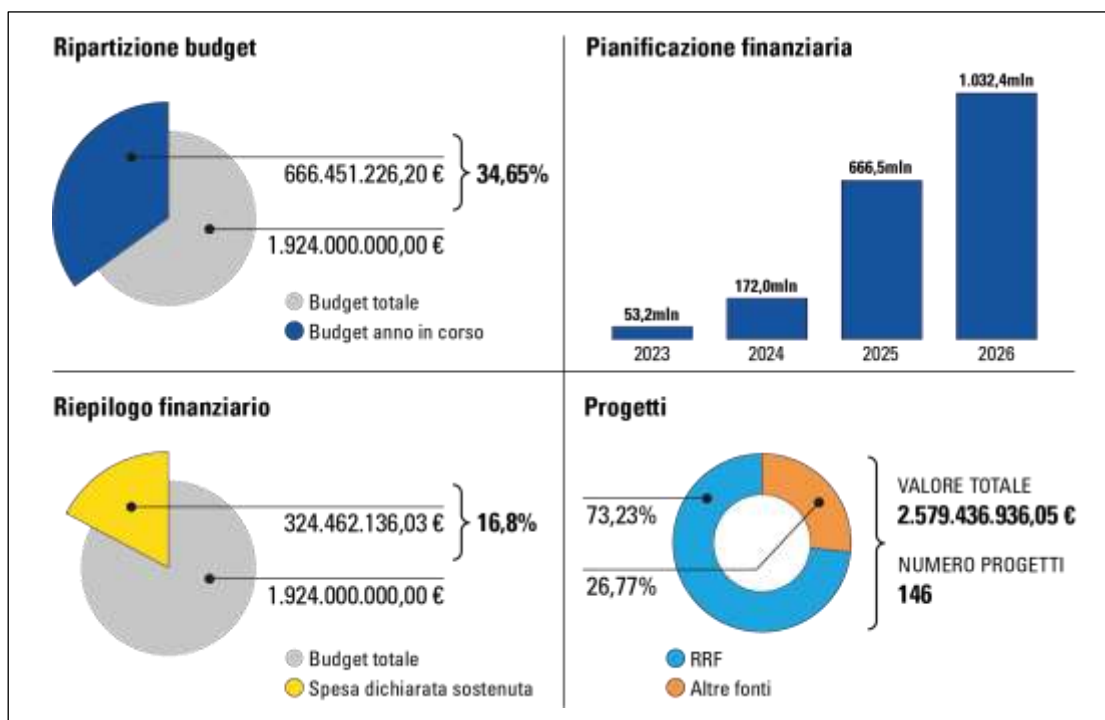 Ripartizione budget
666.451.226,20 €
34,65%
1.924.000.000,00 €
Budget totale
Budget anno in corso
Pianificazione finanziaria
1.032,4mln
666,5mln
172,0mln
53,2mln
2023
2024
2025
2026
Riepilogo finanziario
324.462.136,03 €
16,8%
1.924.000.000,00 €
Budget totale
Spesa dichiarata sostenuta
Progetti
73,23%
26,77%
VALORE TOTALE
2.579.436.936,05 €
NUMERO PROGETTI
146
RRF
Altre fonti